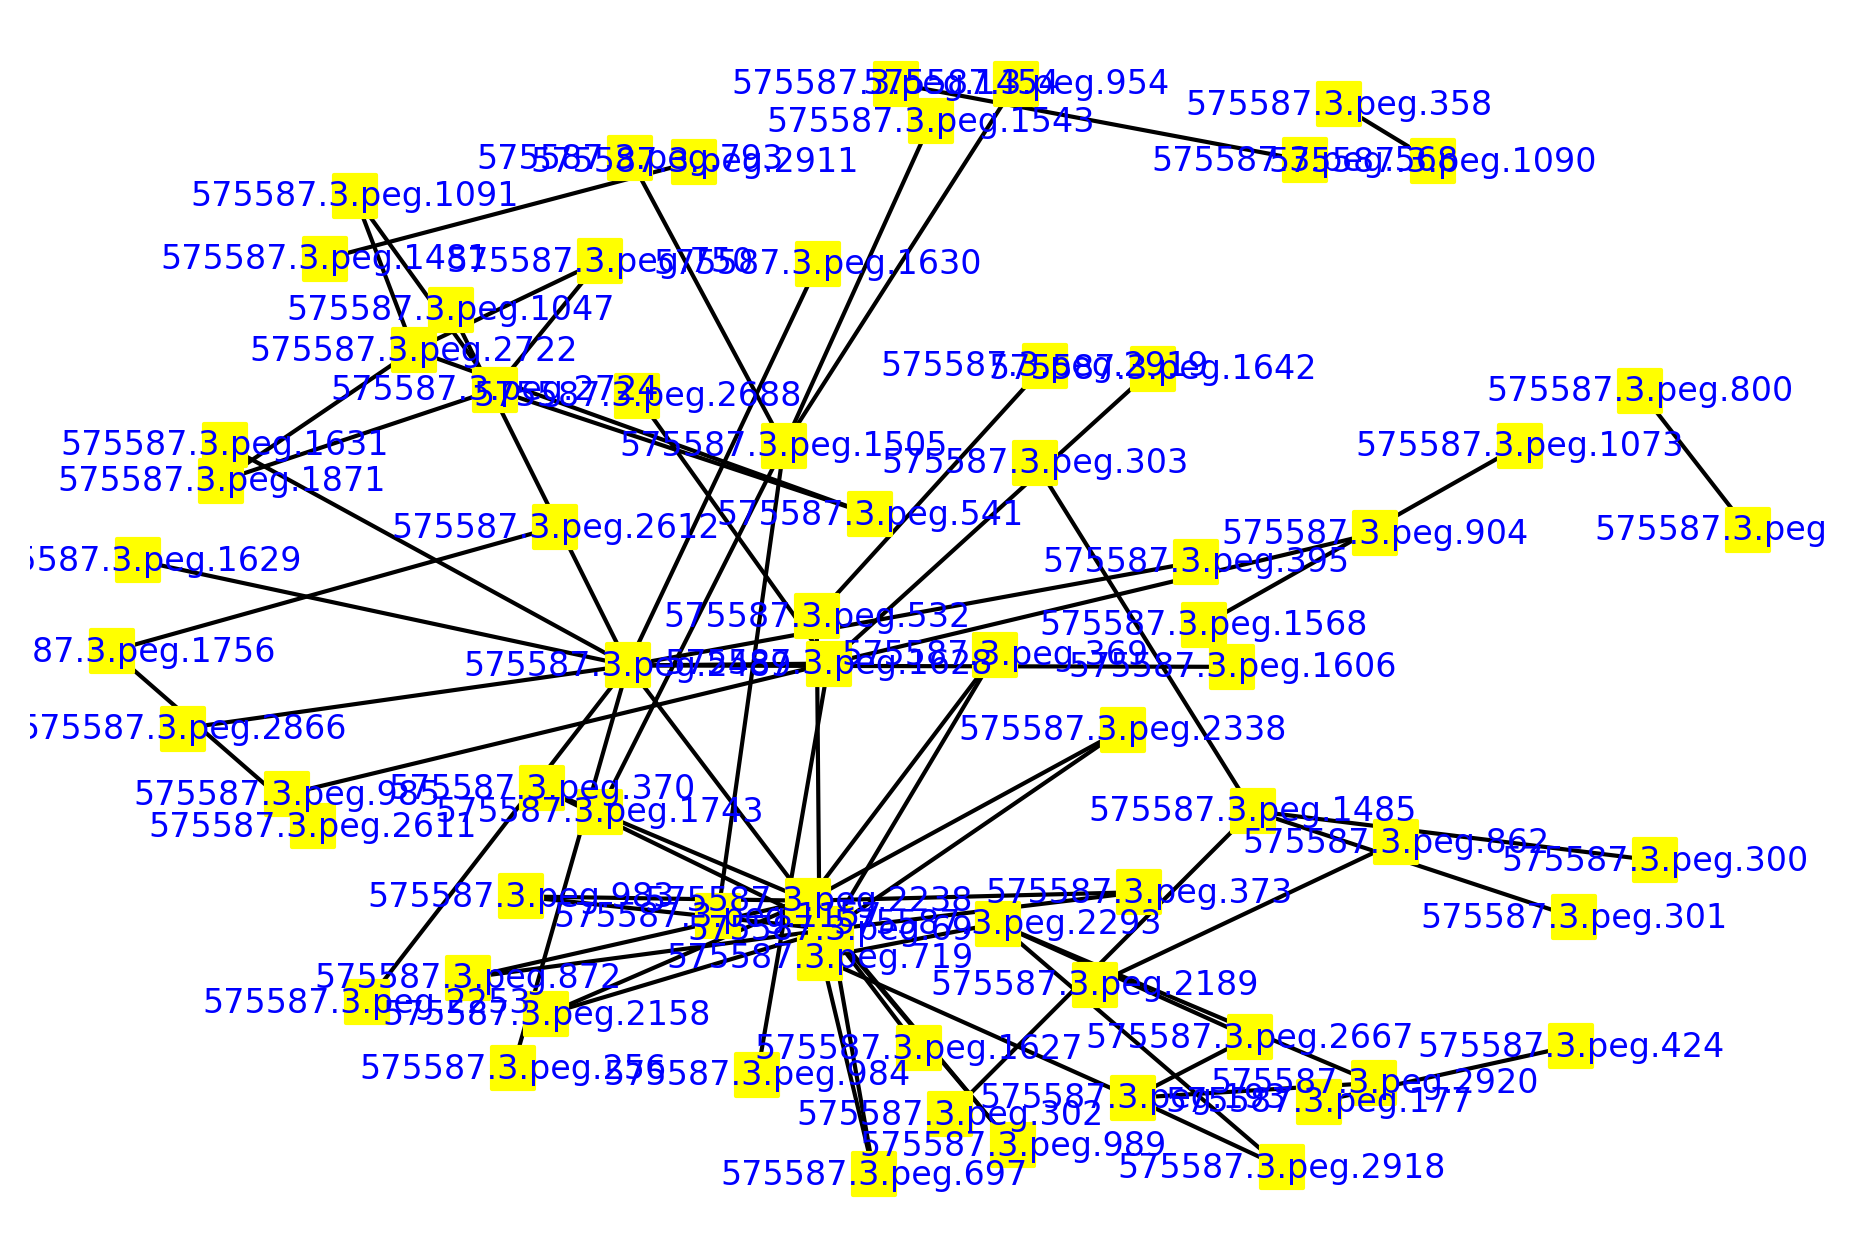 575587.3.peg.1454
575587.3.peg.954
575587.3.peg.358
575587.3.peg.1543
575587.3.peg.793
575587.3.peg.2911
575587.3.peg.568
575587.3.peg.1090
575587.3.peg.1091
575587.3.peg.1481
575587.3.peg.750
575587.3.peg.1630
575587.3.peg.1047
575587.3.peg.2722
575587.3.peg.2919
575587.3.peg.1642
575587.3.peg.2724
575587.3.peg.2688
575587.3.peg.800
575587.3.peg.1631
575587.3.peg.1505
575587.3.peg.1073
575587.3.peg.303
575587.3.peg.1871
575587.3.peg.541
575587.3.peg.2612
575587.3.peg.904
575587.3.peg
5587.3.peg.1629
575587.3.peg.395
575587.3.peg.532
575587.3.peg.1568
87.3.peg.1756
575587.3.peg.369
575587.3.peg.1628
575587.3.peg.1606
575587.3.peg.2866
575587.3.peg.2338
575587.3.peg.370
575587.3.peg.985
575587.3.peg.1743
575587.3.peg.1485
575587.3.peg.2611
575587.3.peg.862
575587.3.peg.300
575587.3.peg.983
575587.3.peg.2238
575587.3.peg.373
575587.3.peg.301
575587.3.peg.2293
575587.3.peg.719
575587.3.peg.872
575587.3.peg.2189
575587.3.peg.2253
575587.3.peg.2158
575587.3.peg.2667
575587.3.peg.1627
575587.3.peg.424
575587.3.peg.256
575587.3.peg.984
575587.3.peg.2920
575587.3.peg.193
575587.3.peg.177
575587.3.peg.302
575587.3.peg.989
575587.3.peg.2918
575587.3.peg.697